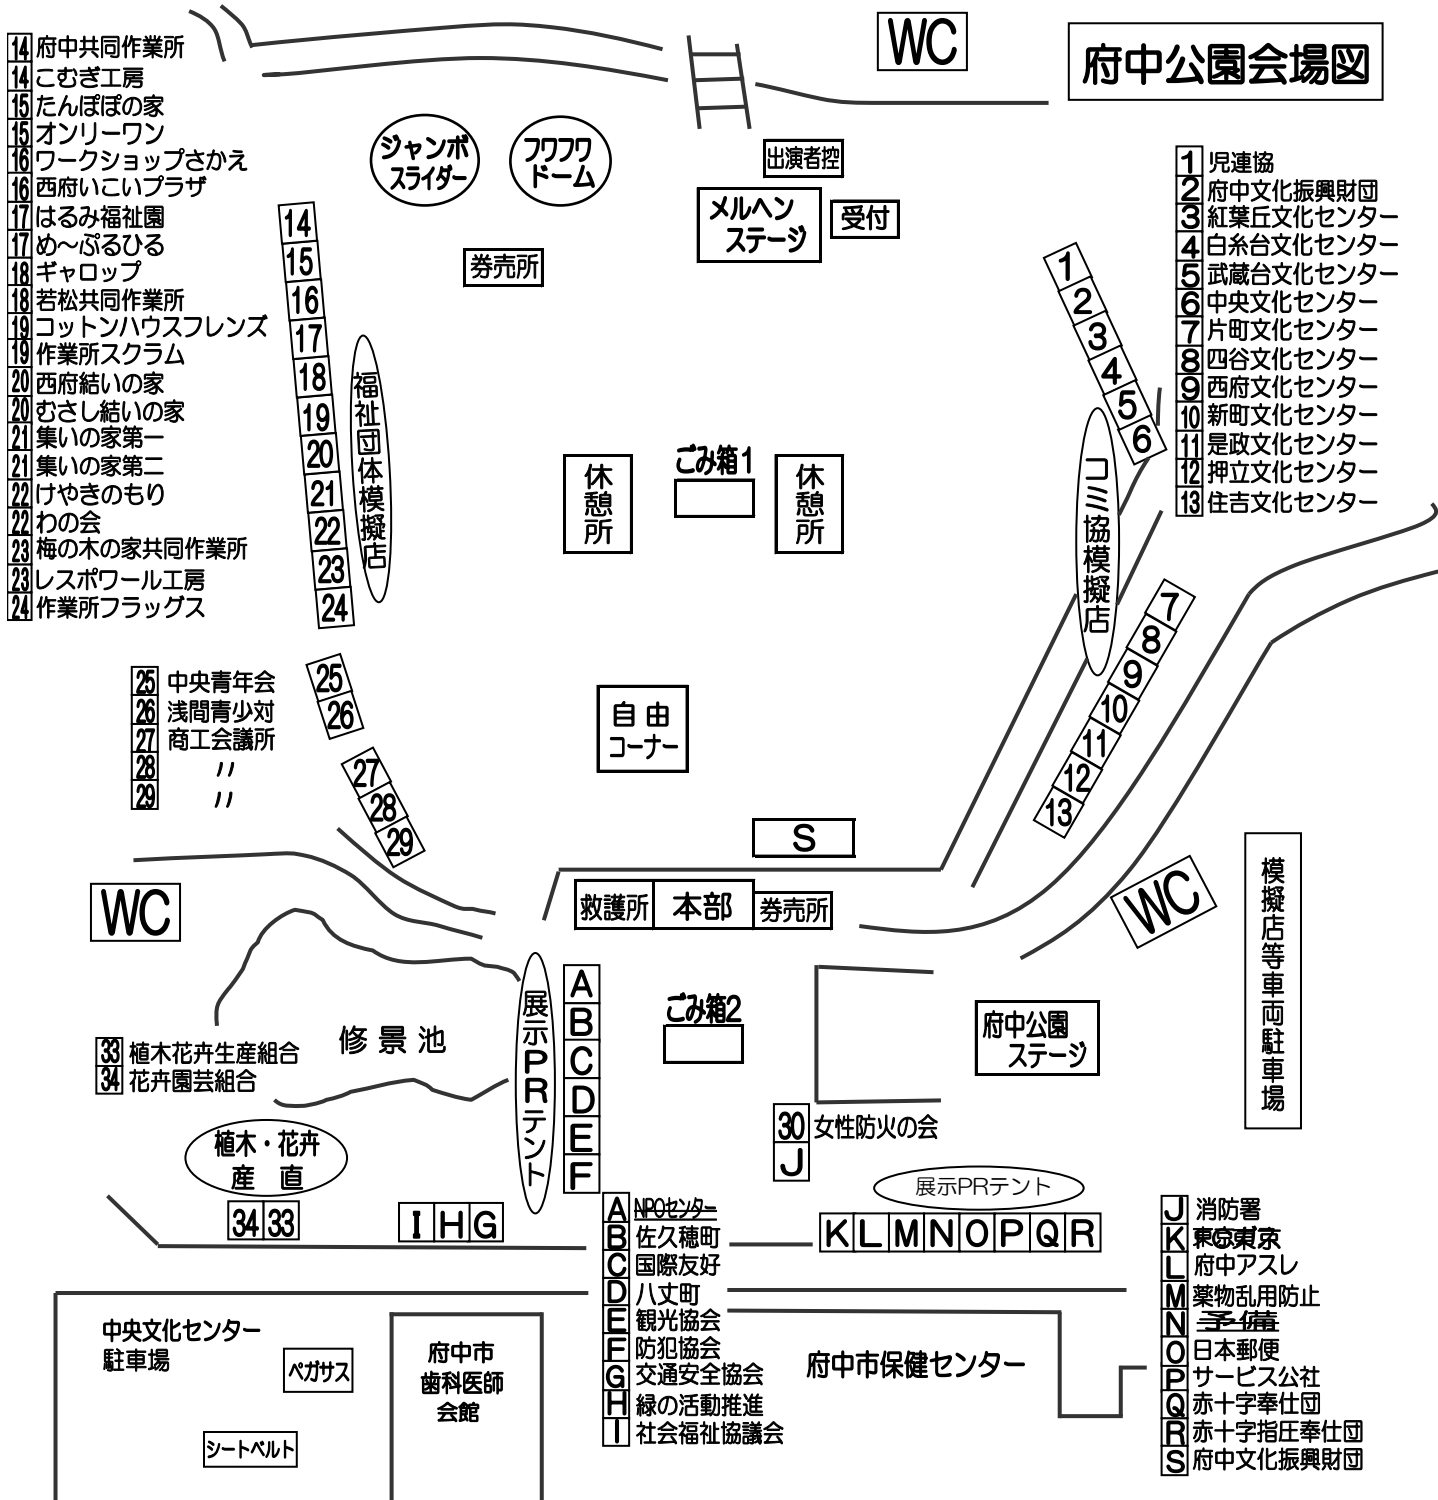 府中公園会場図
WC
14 府中共同作業所
14 こむぎ工房
15 たんぽぽの家
15 オンリーワン
16 ワークショップさかえ
16 西府いこいプラザ
17 はるみ福祉園
17 め～ぷるひる
18 ギャロップ
18 若松共同作業所
19 コットンハウスフレンズ
19 作業所スクラム
20 西府結いの家
20 むさし結いの家
21 集いの家第一
21 集いの家第二
22 けやきのもり
22 わの会
23 梅の木の家共同作業所
23 レスポワール工房
24 作業所フラッグス
ジャンボ
スライダー
フワフワ
ドーム
出演者控
メルヘン
ステージ
受付
券売所
1 児連協
2 府中文化振興財団
3 紅葉丘文化センター
4 白糸台文化センター
5 武蔵台文化センター
6 中央文化センター
7 片町文化センター
8 四谷文化センター
9 西府文化センター
10 新町文化センター
11 是政文化センター
12 押立文化センター
13 住吉文化センター
14
15
16
17
18
19
20
21
22
23
24
福祉団体模擬店
休憩所
ごみ箱1
休憩所
1
2
3
4
5
6
コミ協模擬店
7
8
9
10
11
12
13
25 中央青年会
26 浅間青少対
27 商工会議所
28 〃
29 〃
25
26
27
28
29
自由
コーナー
S
救護所 本部 券売所
WC
WC
模擬店等車両駐車場
展示PRテント
A
B
C
D
E
F
ごみ箱2
府中公園
ステージ
修景池
33 植木花卉生産組合
34 花卉園芸組合
植木・花卉
産 直
34 33
I H G
30 女性防火の会
J
展示PRテント
K L M N O P Q R
A NPOセンター
B 佐久穂町
C 国際友好
D 八丈町
E 観光協会
F 防犯協会
G 交通安全協会
H 緑の活動推進
I 社会福祉協議会
J 消防署
K
L 府中アスレ
M 薬物乱用防止
N 予備
O 日本郵便
P サービス公社
Q 赤十字奉仕団
R 赤十字指圧奉仕団
S 府中文化振興財団
中央文化センター
駐車場
ペガサス
シートベルト
府中市
歯科医師
会館
府中市保健センター